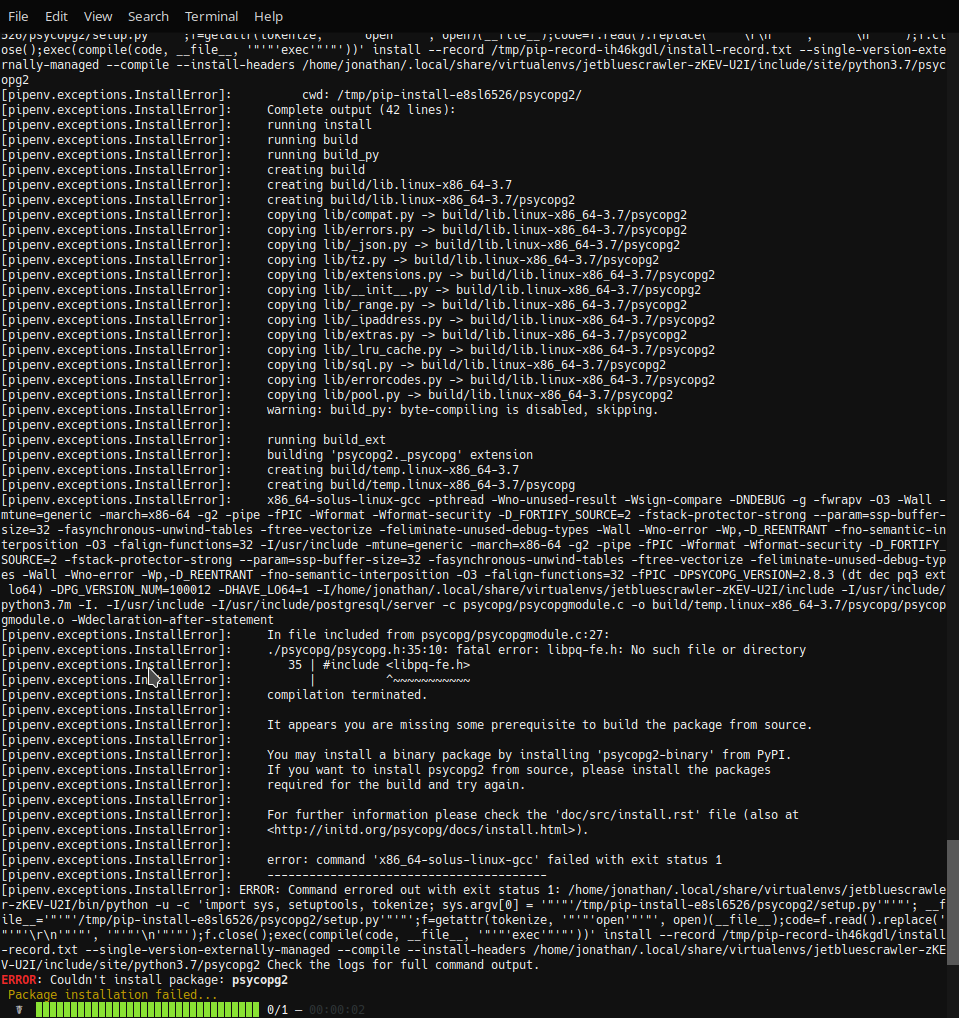 File Edit View Search Terminal Help
526/psycopg2/setup.py
ose();exec(compile(code, __file__, '"'"'exec'"'"'))' install --record /tmp/pip-record-ih46kgdl/install-record.txt --single-version-exte
rnally-managed --compile --install-headers /home/jonathan/.local/share/virtualenvs/jetbluescrawler-zKEV-U2I/include/site/python3.7/psyc
opg2
[pipenv.exceptions.InstallError]:          cwd: /tmp/pip-install-e8sl6526/psycopg2/
[pipenv.exceptions.InstallError]:     Complete output (42 lines):
[pipenv.exceptions.InstallError]:     running install
[pipenv.exceptions.InstallError]:     running build
[pipenv.exceptions.InstallError]:     running build_py
[pipenv.exceptions.InstallError]:     creating build
[pipenv.exceptions.InstallError]:     creating build/lib.linux-x86_64-3.7
[pipenv.exceptions.InstallError]:     creating build/lib.linux-x86_64-3.7/psycopg2
[pipenv.exceptions.InstallError]:     copying lib/compat.py -> build/lib.linux-x86_64-3.7/psycopg2
[pipenv.exceptions.InstallError]:     copying lib/errors.py -> build/lib.linux-x86_64-3.7/psycopg2
[pipenv.exceptions.InstallError]:     copying lib/_json.py -> build/lib.linux-x86_64-3.7/psycopg2
[pipenv.exceptions.InstallError]:     copying lib/tz.py -> build/lib.linux-x86_64-3.7/psycopg2
[pipenv.exceptions.InstallError]:     copying lib/extensions.py -> build/lib.linux-x86_64-3.7/psycopg2
[pipenv.exceptions.InstallError]:     copying lib/__init__.py -> build/lib.linux-x86_64-3.7/psycopg2
[pipenv.exceptions.InstallError]:     copying lib/_range.py -> build/lib.linux-x86_64-3.7/psycopg2
[pipenv.exceptions.InstallError]:     copying lib/_ipaddress.py -> build/lib.linux-x86_64-3.7/psycopg2
[pipenv.exceptions.InstallError]:     copying lib/extras.py -> build/lib.linux-x86_64-3.7/psycopg2
[pipenv.exceptions.InstallError]:     copying lib/_lru_cache.py -> build/lib.linux-x86_64-3.7/psycopg2
[pipenv.exceptions.InstallError]:     copying lib/sql.py -> build/lib.linux-x86_64-3.7/psycopg2
[pipenv.exceptions.InstallError]:     copying lib/errorcodes.py -> build/lib.linux-x86_64-3.7/psycopg2
[pipenv.exceptions.InstallError]:     copying lib/pool.py -> build/lib.linux-x86_64-3.7/psycopg2
[pipenv.exceptions.InstallError]:     warning: build_py: byte-compiling is disabled, skipping.
[pipenv.exceptions.InstallError]:
[pipenv.exceptions.InstallError]:     running build_ext
[pipenv.exceptions.InstallError]:     building 'psycopg2._psycopg' extension
[pipenv.exceptions.InstallError]:     creating build/temp.linux-x86_64-3.7
[pipenv.exceptions.InstallError]:     creating build/temp.linux-x86_64-3.7/psycopg
[pipenv.exceptions.InstallError]:     x86_64-solus-linux-gcc -pthread -Wno-unused-result -Wsign-compare -DNDEBUG -g -fwrapv -O3 -Wall -
mtune=generic -march=x86-64 -g2 -pipe -fPIC -Wformat -Wformat-security -D_FORTIFY_SOURCE=2 -fstack-protector-strong --param=ssp-buffer-
size=32 -fasynchronous-unwind-tables -ftree-vectorize -feliminate-unused-debug-types -Wall -Wno-error -Wp,-D_REENTRANT -fno-semantic-in
terposition -O3 -falign-functions=32 -I/usr/include -mtune=generic -march=x86-64 -g2 -pipe -fPIC -Wformat -Wformat-security -D_FORTIFY_
SOURCE=2 -fstack-protector-strong --param=ssp-buffer-size=32 -fasynchronous-unwind-tables -ftree-vectorize -feliminate-unused-debug-typ
es -Wall -Wno-error -Wp,-D_REENTRANT -fno-semantic-interposition -O3 -falign-functions=32 -fPIC -DPSYCOPG_VERSION=2.8.3 (dt dec pq3 ext
 lo64) -DPG_VERSION_NUM=100012 -DHAVE_LO64=1 -I/home/jonathan/.local/share/virtualenvs/jetbluescrawler-zKEV-U2I/include -I/usr/include/
python3.7m -I. -I/usr/include -I/usr/include/postgresql/server -c psycopg/psycopgmodule.c -o build/temp.linux-x86_64-3.7/psycopg/psycop
gmodule.o -Wdeclaration-after-statement
[pipenv.exceptions.InstallError]:     In file included from psycopg/psycopgmodule.c:27:
[pipenv.exceptions.InstallError]:     ./psycopg/psycopg.h:35:10: fatal error: libpq-fe.h: No such file or directory
[pipenv.exceptions.InstallError]:        35 | #include <libpq-fe.h>
[pipenv.exceptions.InstallError]:           |          ^~~~~~~~~~~~
[pipenv.exceptions.InstallError]:     compilation terminated.
[pipenv.exceptions.InstallError]:
[pipenv.exceptions.InstallError]:     It appears you are missing some prerequisite to build the package from source.
[pipenv.exceptions.InstallError]:
[pipenv.exceptions.InstallError]:     You may install a binary package by installing 'psycopg2-binary' from PyPI.
[pipenv.exceptions.InstallError]:     If you want to install psycopg2 from source, please install the packages
[pipenv.exceptions.InstallError]:     required for the build and try again.
[pipenv.exceptions.InstallError]:
[pipenv.exceptions.InstallError]:     For further information please check the 'doc/src/install.rst' file (also at
[pipenv.exceptions.InstallError]:     <http://initd.org/psycopg/docs/install.html>).
[pipenv.exceptions.InstallError]:
[pipenv.exceptions.InstallError]:     error: command 'x86_64-solus-linux-gcc' failed with exit status 1
[pipenv.exceptions.InstallError]:     ----------------------------------------
[pipenv.exceptions.InstallError]: ERROR: Command errored out with exit status 1: /home/jonathan/.local/share/virtualenvs/jetbluescrawle
r-zKEV-U2I/bin/python -u -c 'import sys, setuptools, tokenize; sys.argv[0] = '"'"'/tmp/pip-install-e8sl6526/psycopg2/setup.py'"'"'; __f
ile__='"'"'/tmp/pip-install-e8sl6526/psycopg2/setup.py'"'"';f=getattr(tokenize, '"'"'open'"'"', open)(__file__);code=f.read().replace('
"'"'\r\n'"'"', '"'"'\n'"'"');f.close();exec(compile(code, __file__, '"'"'exec'"'"'))' install --record /tmp/pip-record-ih46kgdl/install
-record.txt --single-version-externally-managed --compile --install-headers /home/jonathan/.local/share/virtualenvs/jetbluescrawler-zKE
V-U2I/include/site/python3.7/psycopg2 Check the logs for full command output.
ERROR: Couldn't install package: psycopg2
 Package installation failed...
0/1 — 00:00:02